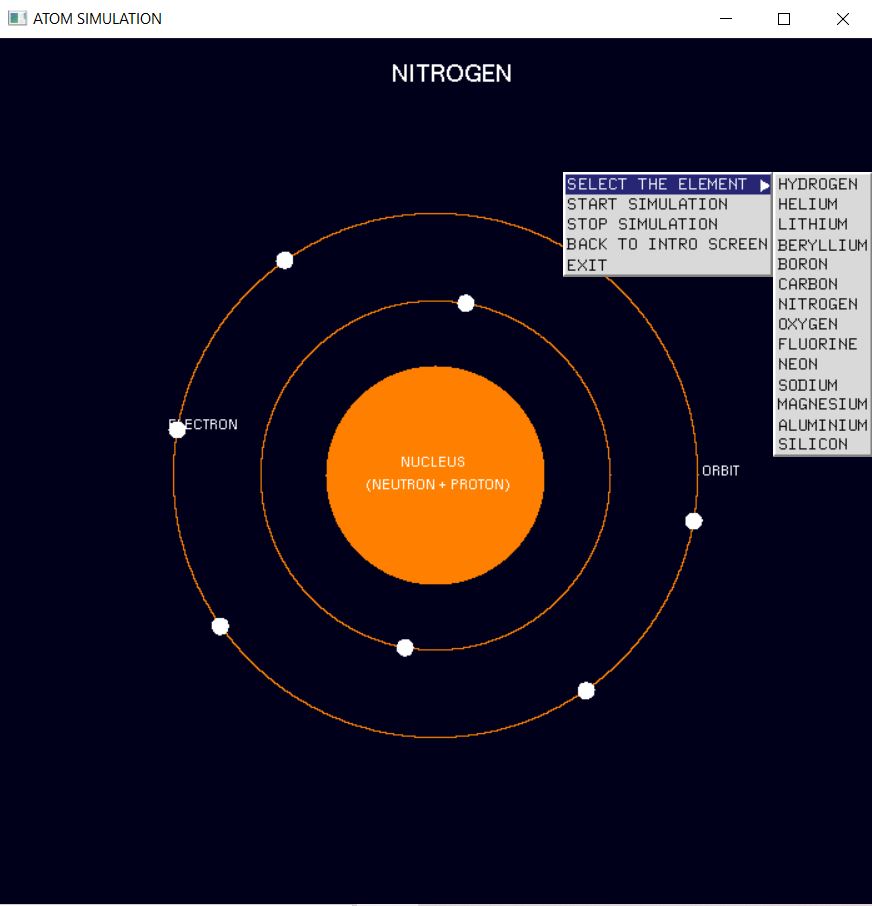 ATOM SIMULATION
NITROGEN
SELECT THE ELEMENT
START SIMULATION
STOP SIMULATION
BACK TO INTRO SCREEN
EXIT
HYDROGEN
HELIUM
LITHIUM
BERYLLIUM
BORON
CARBON
NITROGEN
OXYGEN
FLUORINE
NEON
SODIUM
MAGNESIUM
ALUMINIUM
SILICON
ELECTRON
NUCLEUS
(NEUTRON + PROTON)
ORBIT